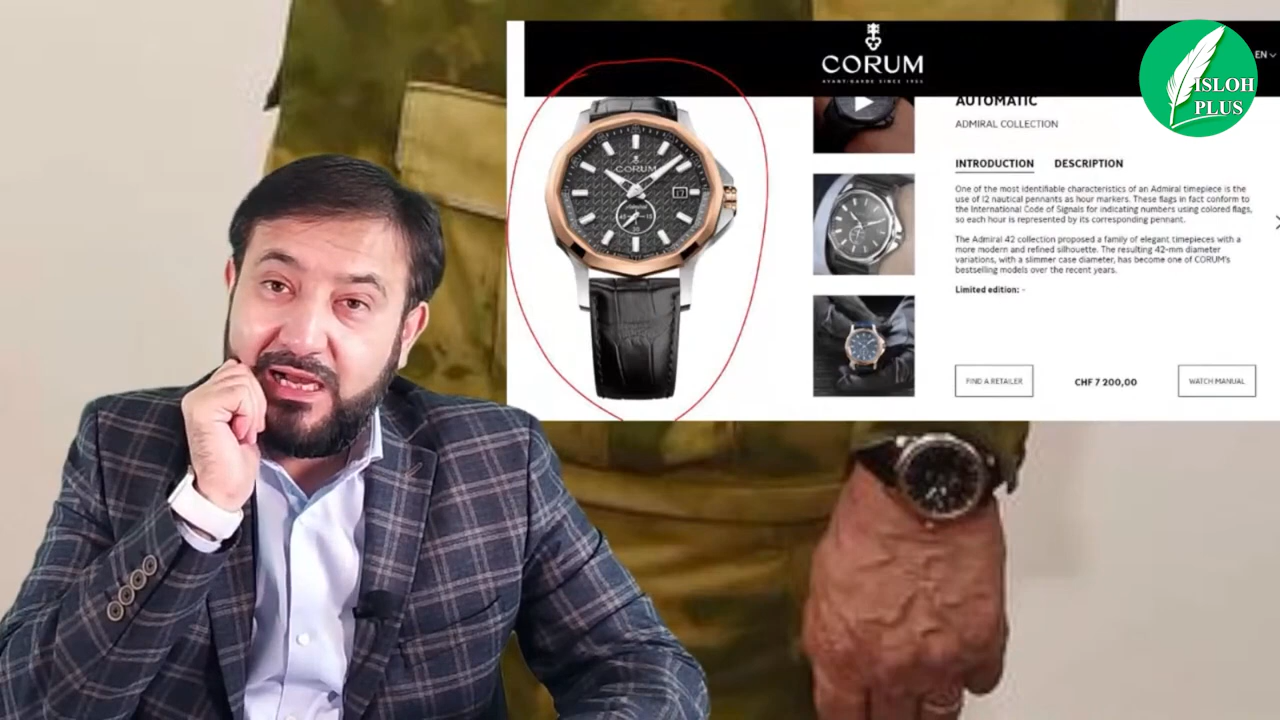 CORUM
AVANT-GARDE SINCE 1955
EN
ISLOH
PLUS
AUTOMATIC
ADMIRAL COLLECTION
INTRODUCTION DESCRIPTION
One of the most identifiable characteristics of an Admiral timepiece is the
use of 12 nautical pennants as hour markers. These flags in fact conform to
the International Code of Signals for indicating numbers using colored flags,
so each hour is represented by its corresponding pennant.
The Admiral 42 collection proposed a family of elegant timepieces with a
more modern and refined silhouette. The resulting 42-mm diameter
variations, with a slimmer case diameter, has become one of CORUM's
bestselling models over the recent years.
Limited edition: -
FIND A RETAILER CHF 7 200,00 WATCH MANUAL
CORUM